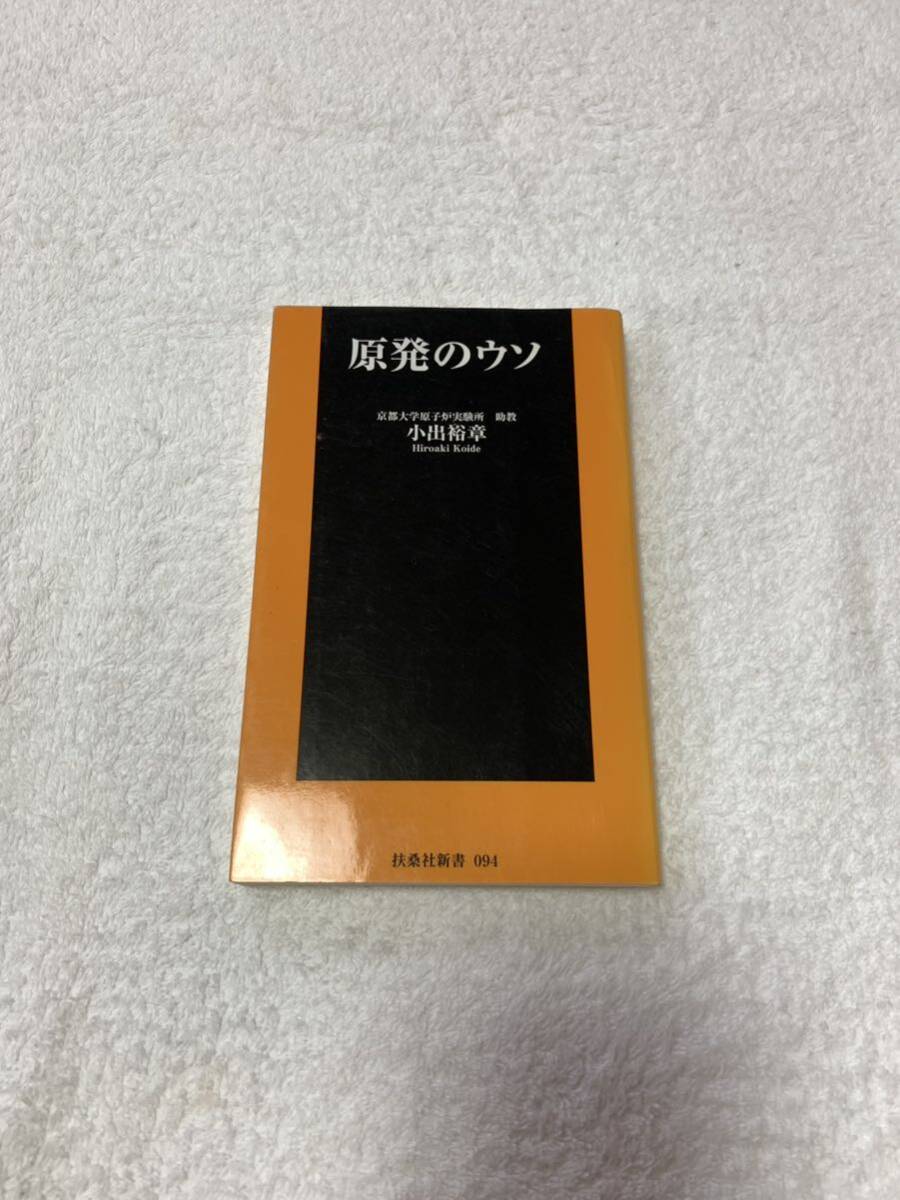 原発のウソ
京都大学原子炉実験所　助教
小出裕章
Hiroaki Koide
扶桑社新書 094